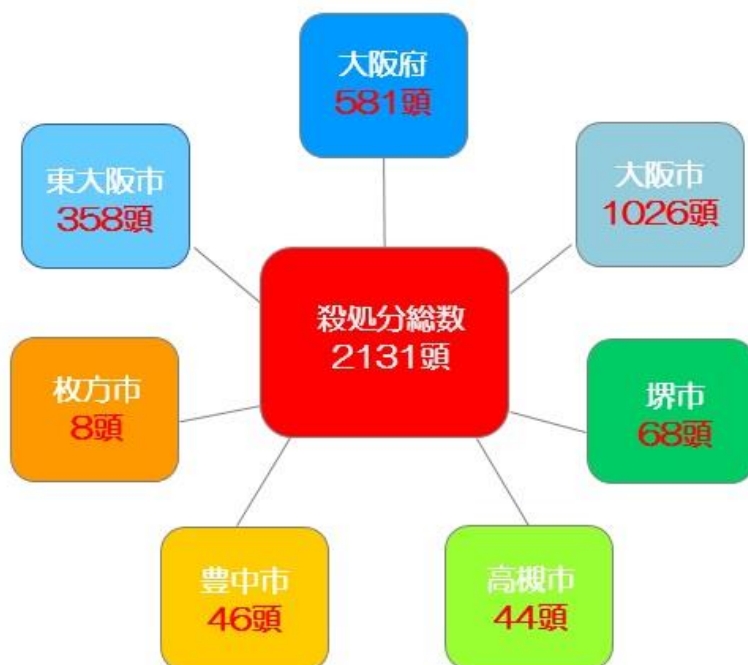 大阪府
581頭
東大阪市
358頭
大阪市
1026頭
殺処分総数
2131頭
枚方市
8頭
堺市
68頭
豊中市
46頭
高槻市
44頭